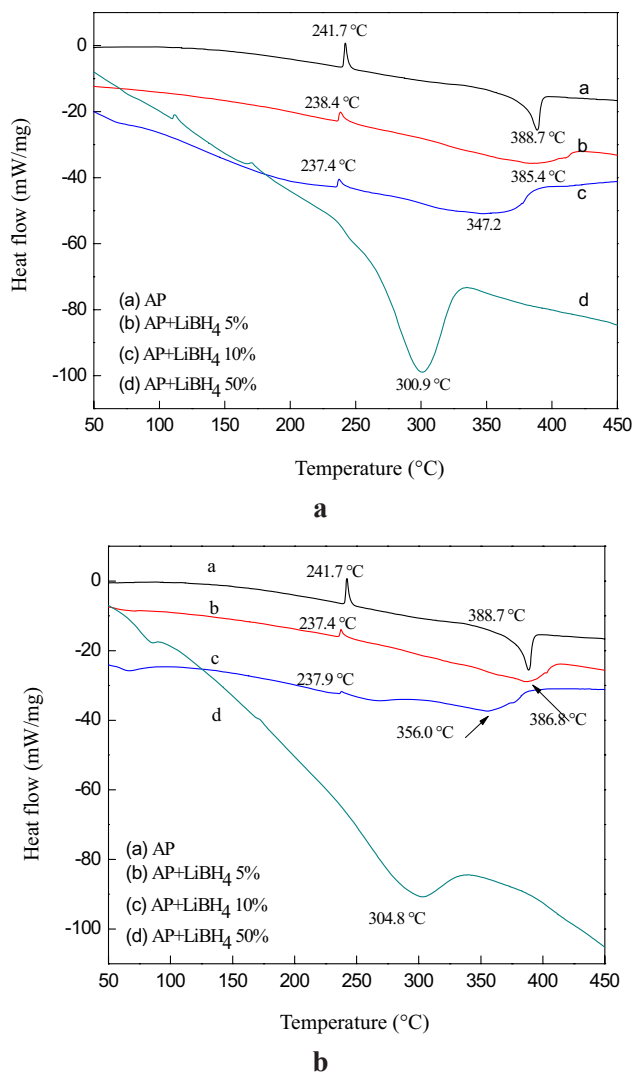 241.7 °C
0
a
-20
238.4 °C
388.7 °C
b
237.4 °C
385.4 °C
c
-40
347.2
-60
Heat flow (mW/mg)
(a) AP
d
(b) AP+LiBH4 5%
-80
(c) AP+LiBH4 10%
(d) AP+LiBH4 50%
300.9 °C
-100
50 100 150 200 250 300 350 400 450
Temperature (°C)
a
a
241.7 °C
0
b
237.4 °C
388.7 °C
-20
c
237.9 °C
d
356.0 °C
386.8 °C
-40
-60
Heat flow (mW/mg)
(a) AP
-80
(b) AP+LiBH4 5%
(c) AP+LiBH4 10%
304.8 °C
(d) AP+LiBH4 50%
-100
50 100 150 200 250 300 350 400 450
Temperature (°C)
b